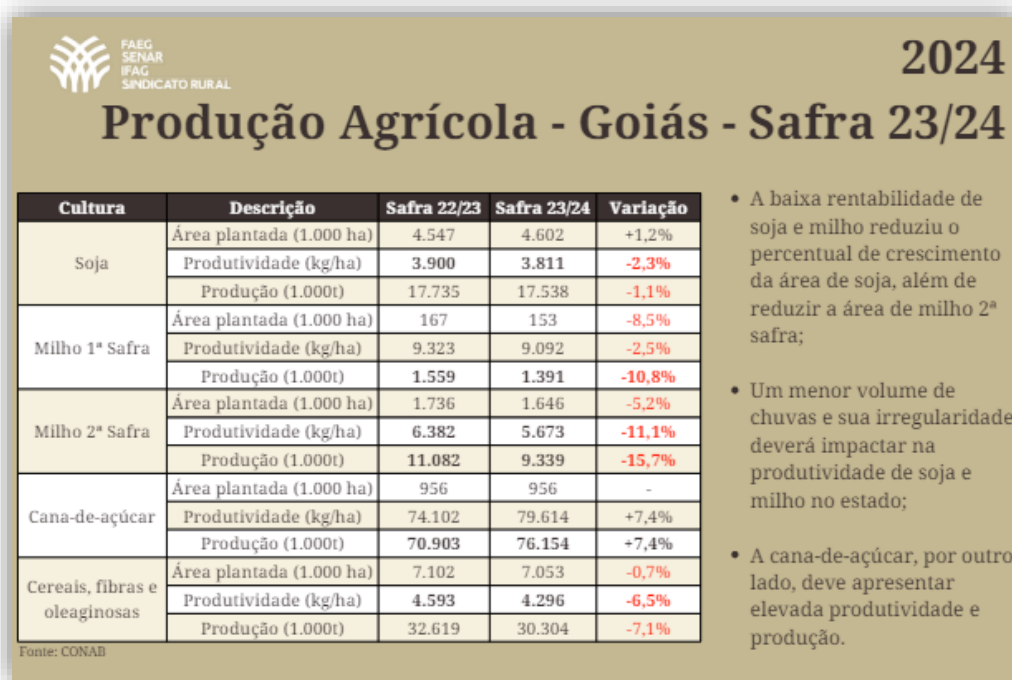 FAEG
SENAR
IFAG
SINDICATO RURAL
2024
Produção Agrícola - Goiás - Safra 23/24
Cultura Descrição Safra 22/23 Safra 23/24 Variação
Soja
Área plantada (1.000 ha) 4.547 4.602 +1,2%
Produtividade (kg/ha) 3.900 3.811 -2,3%
Produção (1.000t) 17.735 17.538 -1,1%
Milho 1ª Safra
Área plantada (1.000 ha) 167 153 -8,5%
Produtividade (kg/ha) 9.323 9.092 -2,5%
Produção (1.000t) 1.559 1.391 -10,8%
Milho 2ª Safra
Área plantada (1.000 ha) 1.736 1.646 -5,2%
Produtividade (kg/ha) 6.382 5.673 -11,1%
Produção (1.000t) 11.082 9.339 -15,7%
Cana-de-açúcar
Área plantada (1.000 ha) 956 956 -
Produtividade (kg/ha) 74.102 79.614 +7,4%
Produção (1.000t) 70.903 76.154 +7,4%
Cereais, fibras e
oleaginosas
Área plantada (1.000 ha) 7.102 7.053 -0,7%
Produtividade (kg/ha) 4.593 4.296 -6,5%
Produção (1.000t) 32.619 30.304 -7,1%
Fonte: CONAB
• A baixa rentabilidade de
soja e milho reduziu o
percentual de crescimento
da área de soja, além de
reduzir a área de milho 2ª
safra;
• Um menor volume de
chuvas e sua irregularidade
deverá impactar na
produtividade de soja e
milho no estado;
• A cana-de-açúcar, por outro
lado, deve apresentar
elevada produtividade e
produção.